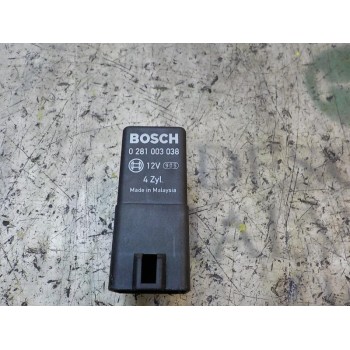 BOSCH
0 281 003 038
12V
4 Zyl.
Made in Malaysia